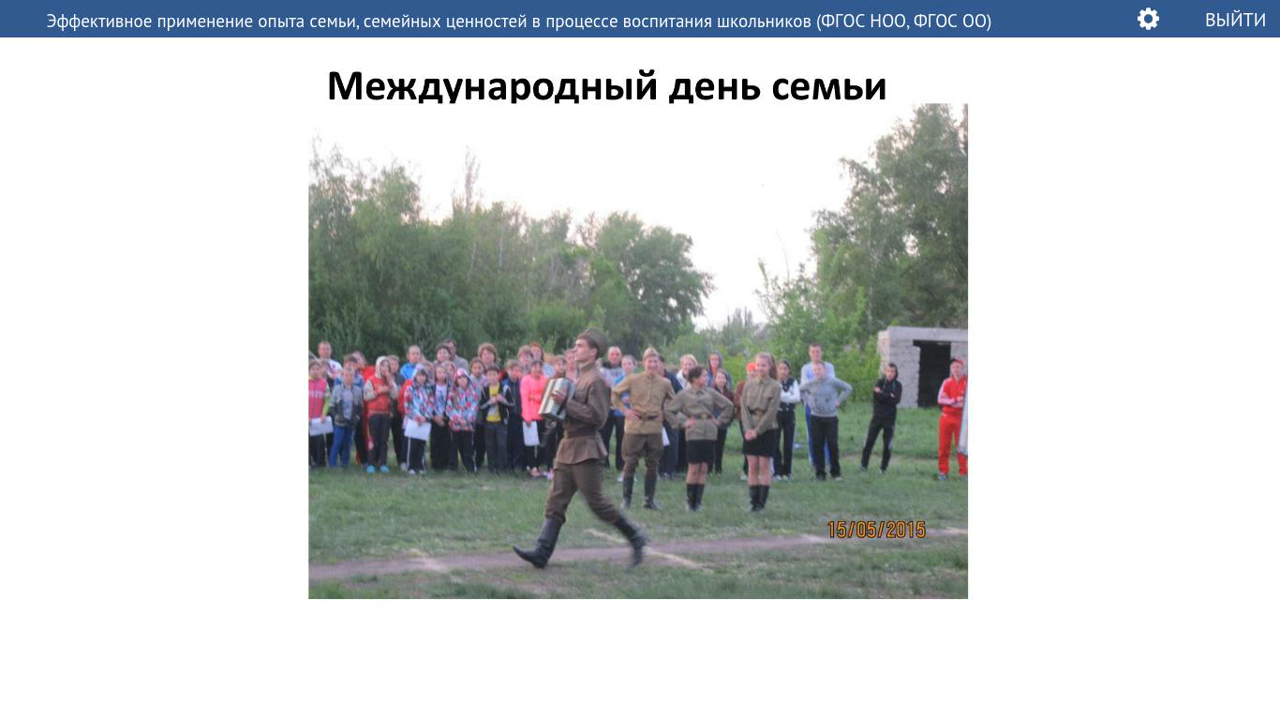 Эффективное применение опыта семьи, семейных ценностей в процессе воспитания школьников (ФГОС НОО, ФГОС ОО)
ВЫЙТИ
Международный день семьи
15/05/2015